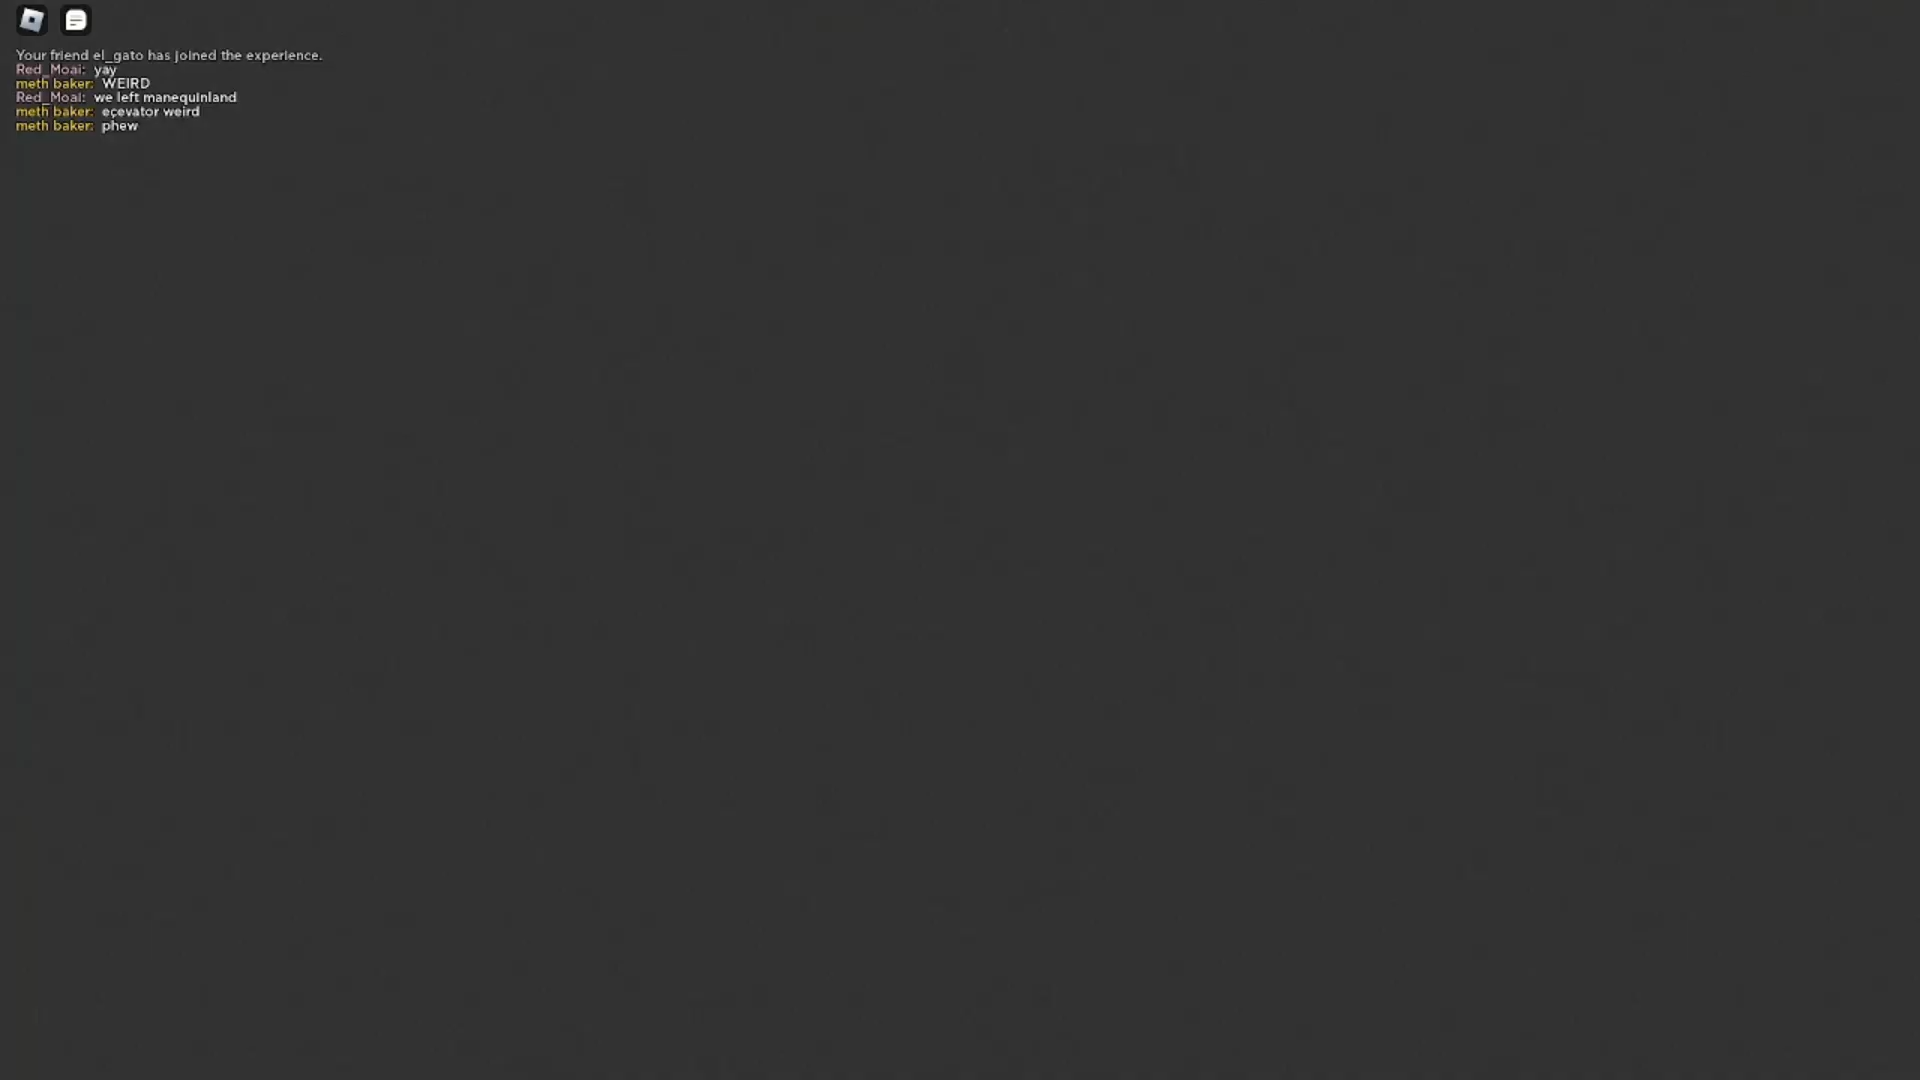 Your friend el_gato has joined the experience.
Red_Moai: yay
meth baker: WEIRD
Red_Moai: we left manequinland
meth baker: eçevator weird
meth baker: phew